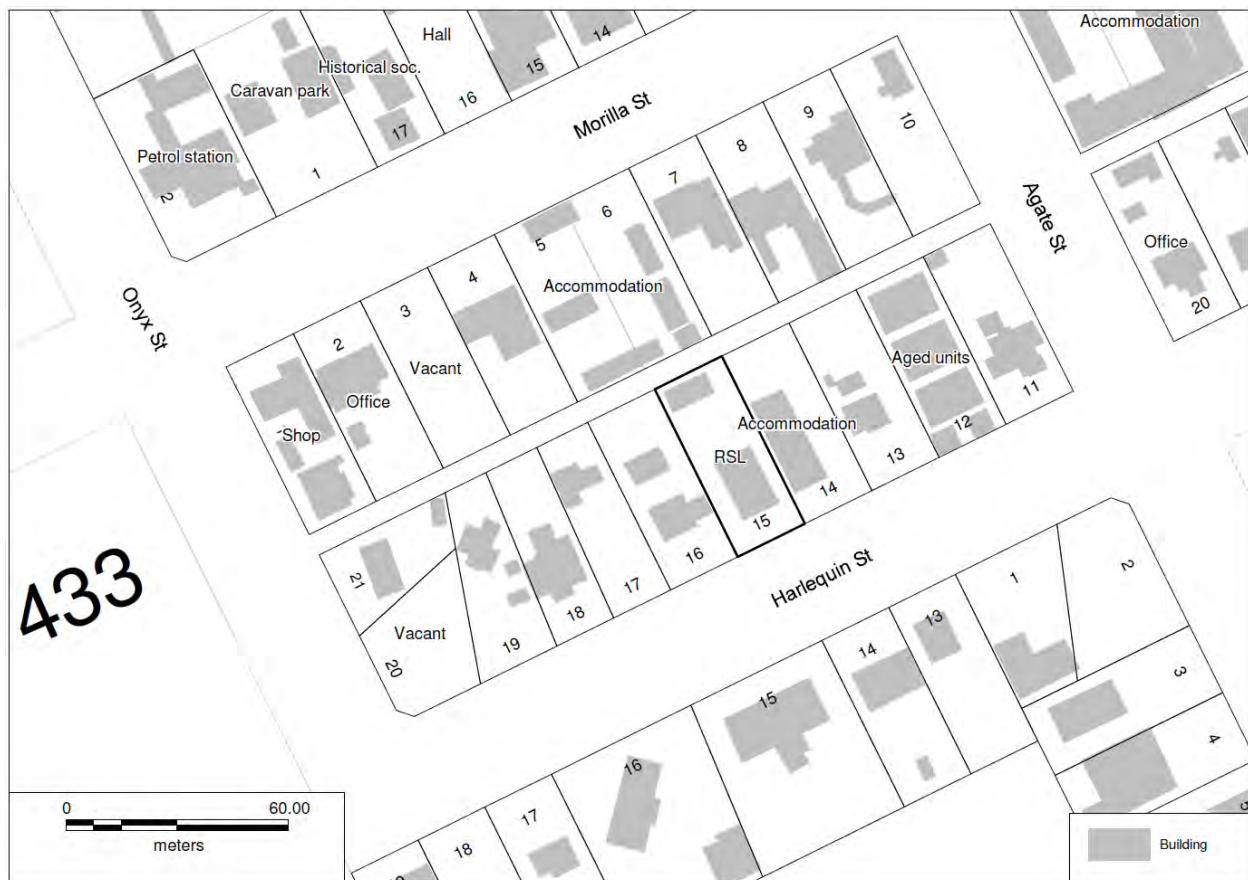 Accommodation
Hall
14
Historical soc.
15
16
Caravan park
17
Petrol station
1
2
Morilla St
9
10
8
7
6
5
4
3
2
Accommodation
Vacant
Office
Shop
Onyx St
Agate St
Office
20
Aged units
11
12
13
Accommodation
14
RSL
15
16
17
18
19
Vacant
20
21
Harlequin St
433
1
2
3
4
13
14
15
16
17
18
0 60.00
meters
Building